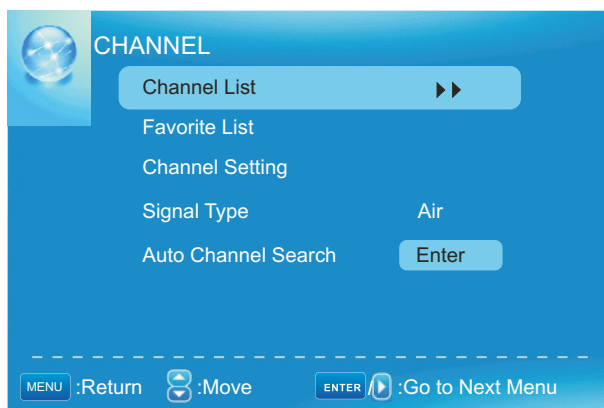 CHANNEL
Channel List
Favorite List
Channel Setting
Signal Type Air
Auto Channel Search Enter
MENU :Return :Move ENTER / :Go to Next Menu